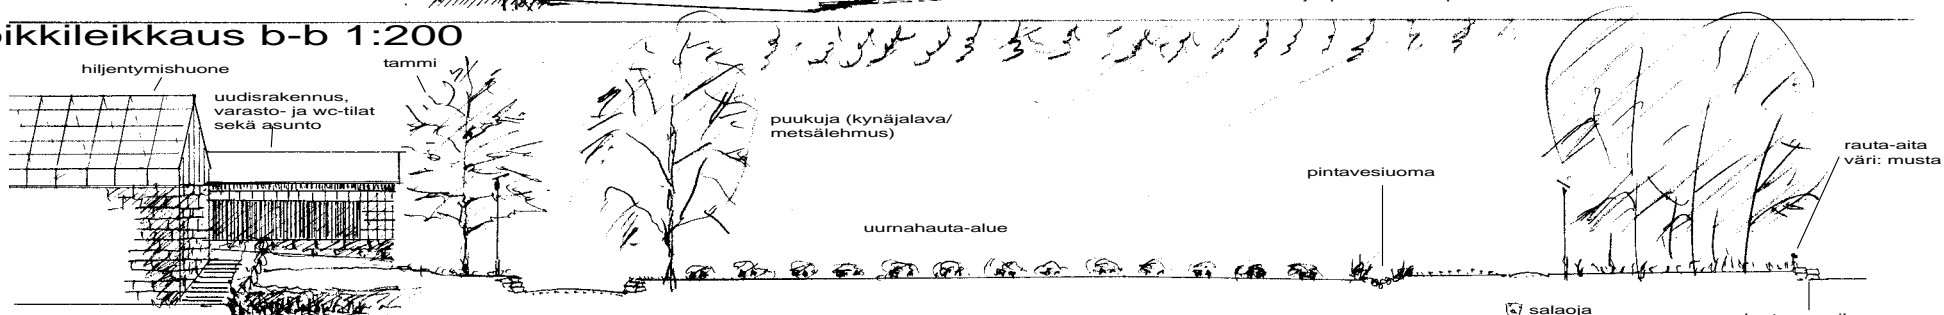 ikkileikkaus b-b 1:200
hiljentymishuone
tammi
uudisrakennus,
varasto- ja wc-tilat
sekä asunto
puukuja (kynäjalava/
metsälehmus)
rauta-aita
väri: musta
pintavesiuoma
uurnahauta-alue
salaoja